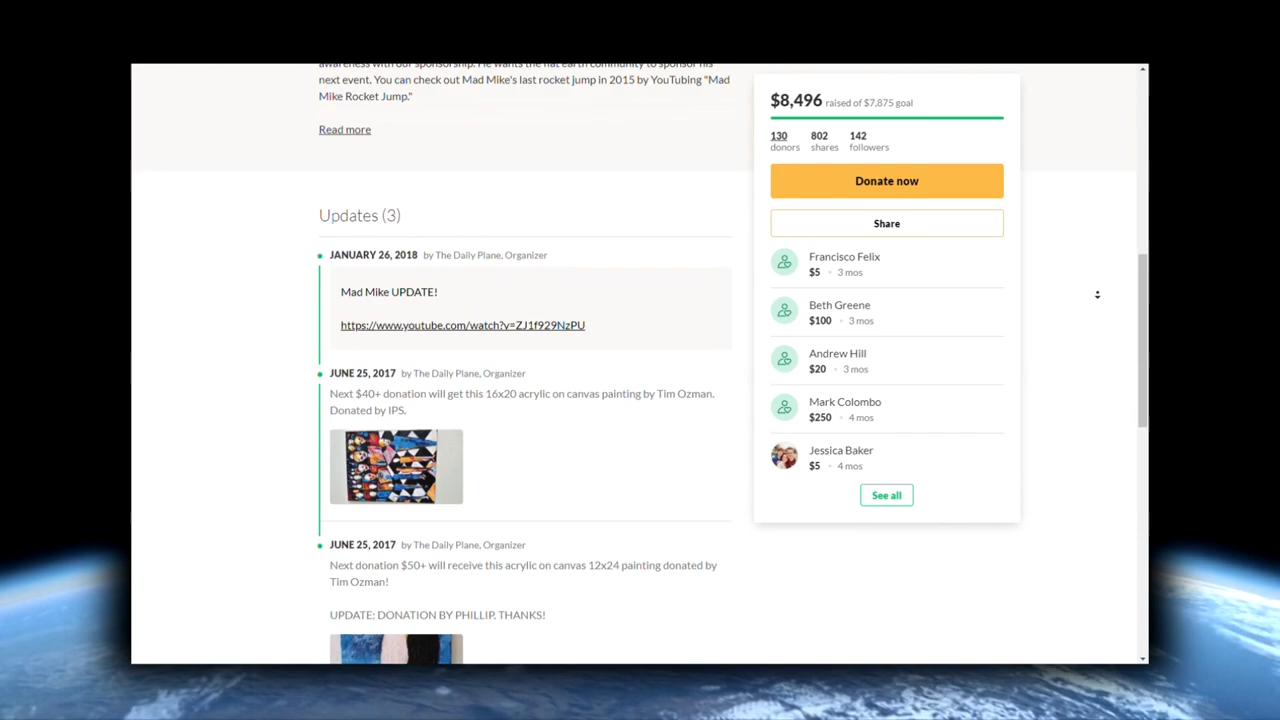 awareness with our sponsorship. He wants the flat earth community to sponsor his
next event. You can check out Mad Mike's last rocket jump in 2015 by YouTubing "Mad
Mike Rocket Jump."
Read more
Updates (3)
JANUARY 26, 2018 by The Daily Plane, Organizer
Mad Mike UPDATE!
https://www.youtube.com/watch?v=ZJ1f929NzPU
JUNE 25, 2017 by The Daily Plane, Organizer
Next $40+ donation will get this 16x20 acrylic on canvas painting by Tim Ozman.
Donated by IPS.
JUNE 25, 2017 by The Daily Plane, Organizer
Next donation $50+ will receive this acrylic on canvas 12x24 painting donated by
Tim Ozman!
UPDATE: DONATION BY PHILLIP. THANKS!
$8,496 raised of $7,875 goal
130 802 142
donors shares followers
Donate now
Share
Francisco Felix
$5 • 3 mos
Beth Greene
$100 • 3 mos
Andrew Hill
$20 • 3 mos
Mark Colombo
$250 • 4 mos
Jessica Baker
$5 • 4 mos
See all